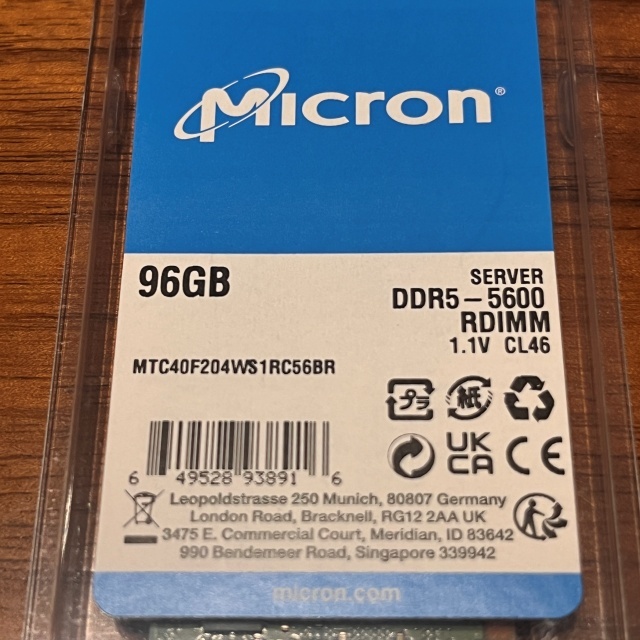 Micron®
96GB
SERVER
DDR5-5600
RDIMM
1.1V CL46
MTC40F204WS1RC56BR
プラ
紙
UK
CA
CE
6 49528 93891 6
Leopoldstrasse 250 Munich, 80807 Germany
London Road, Bracknell, RG12 2AA UK
3475 E. Commercial Court, Meridian, ID 83642
990 Bendemeer Road, Singapore 339942
micron.com